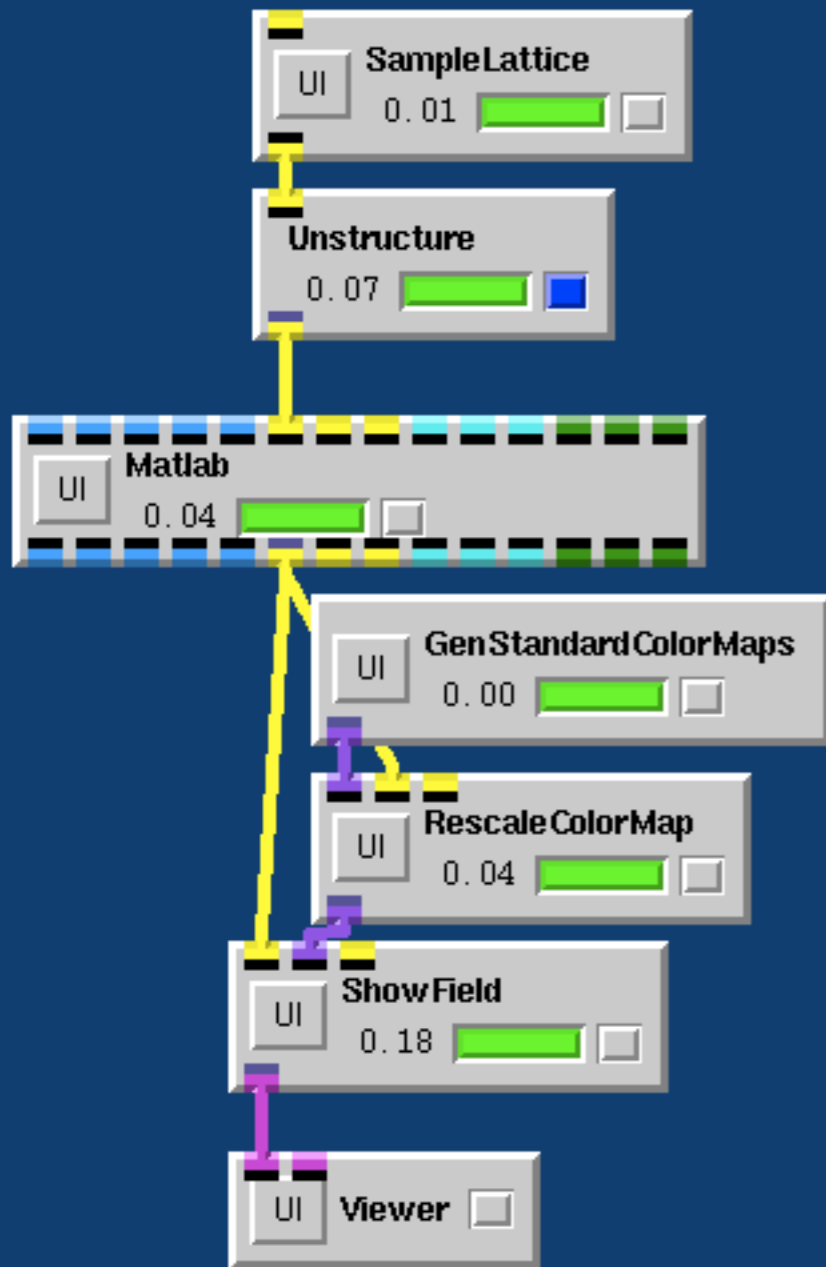 UI
SampleLattice
0.01
Unstructure
0.07
UI
Matlab
0.04
UI
GenStandardColorMaps
0.00
UI
RescaleColorMap
0.04
UI
ShowField
0.18
UI
Viewer